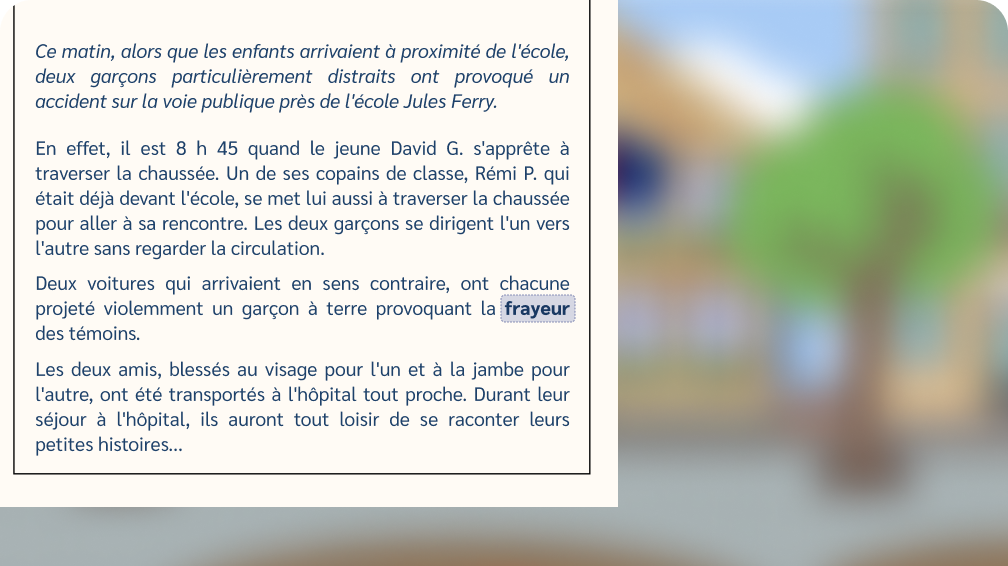 Ce matin, alors que les enfants arrivaient à proximité de l'école,
deux garçons particulièrement distraits ont provoqué un
accident sur la voie publique près de l'école Jules Ferry.
En effet, il est 8 h 45 quand le jeune David G. s'apprête à
traverser la chaussée. Un de ses copains de classe, Rémi P. qui
était déjà devant l'école, se met lui aussi à traverser la chaussée
pour aller à sa rencontre. Les deux garçons se dirigent l'un vers
l'autre sans regarder la circulation.
Deux voitures qui arrivaient en sens contraire, ont chacune
projeté violemment un garçon à terre provoquant la frayeur
des témoins.
Les deux amis, blessés au visage pour l'un et à la jambe pour
l'autre, ont été transportés à l'hôpital tout proche. Durant leur
séjour à l'hôpital, ils auront tout loisir de se raconter leurs
petites histoires...